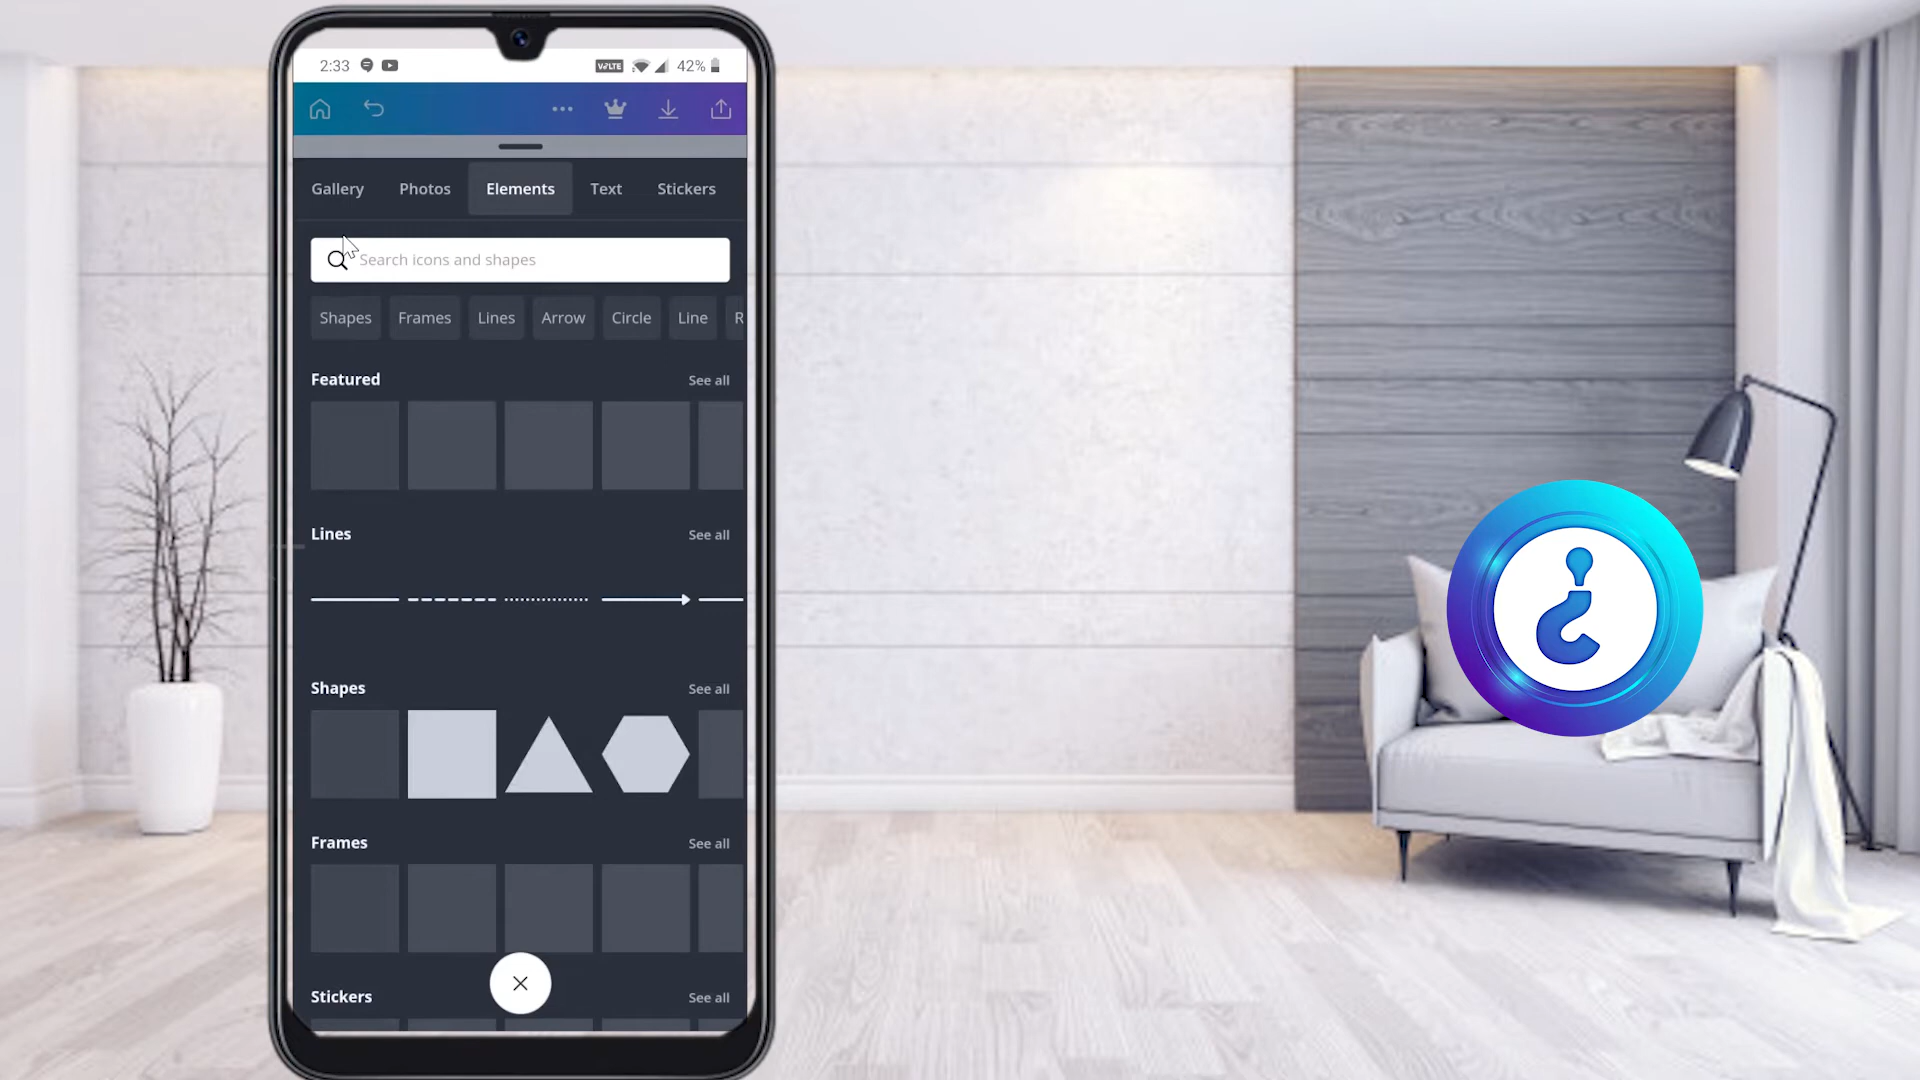 2:33 VoLTE 42%
Gallery Photos Elements Text Stickers
Search icons and shapes
Shapes Frames Lines Arrow Circle Line R
Featured See all
Lines See all
Shapes See all
Frames See all
Stickers See all